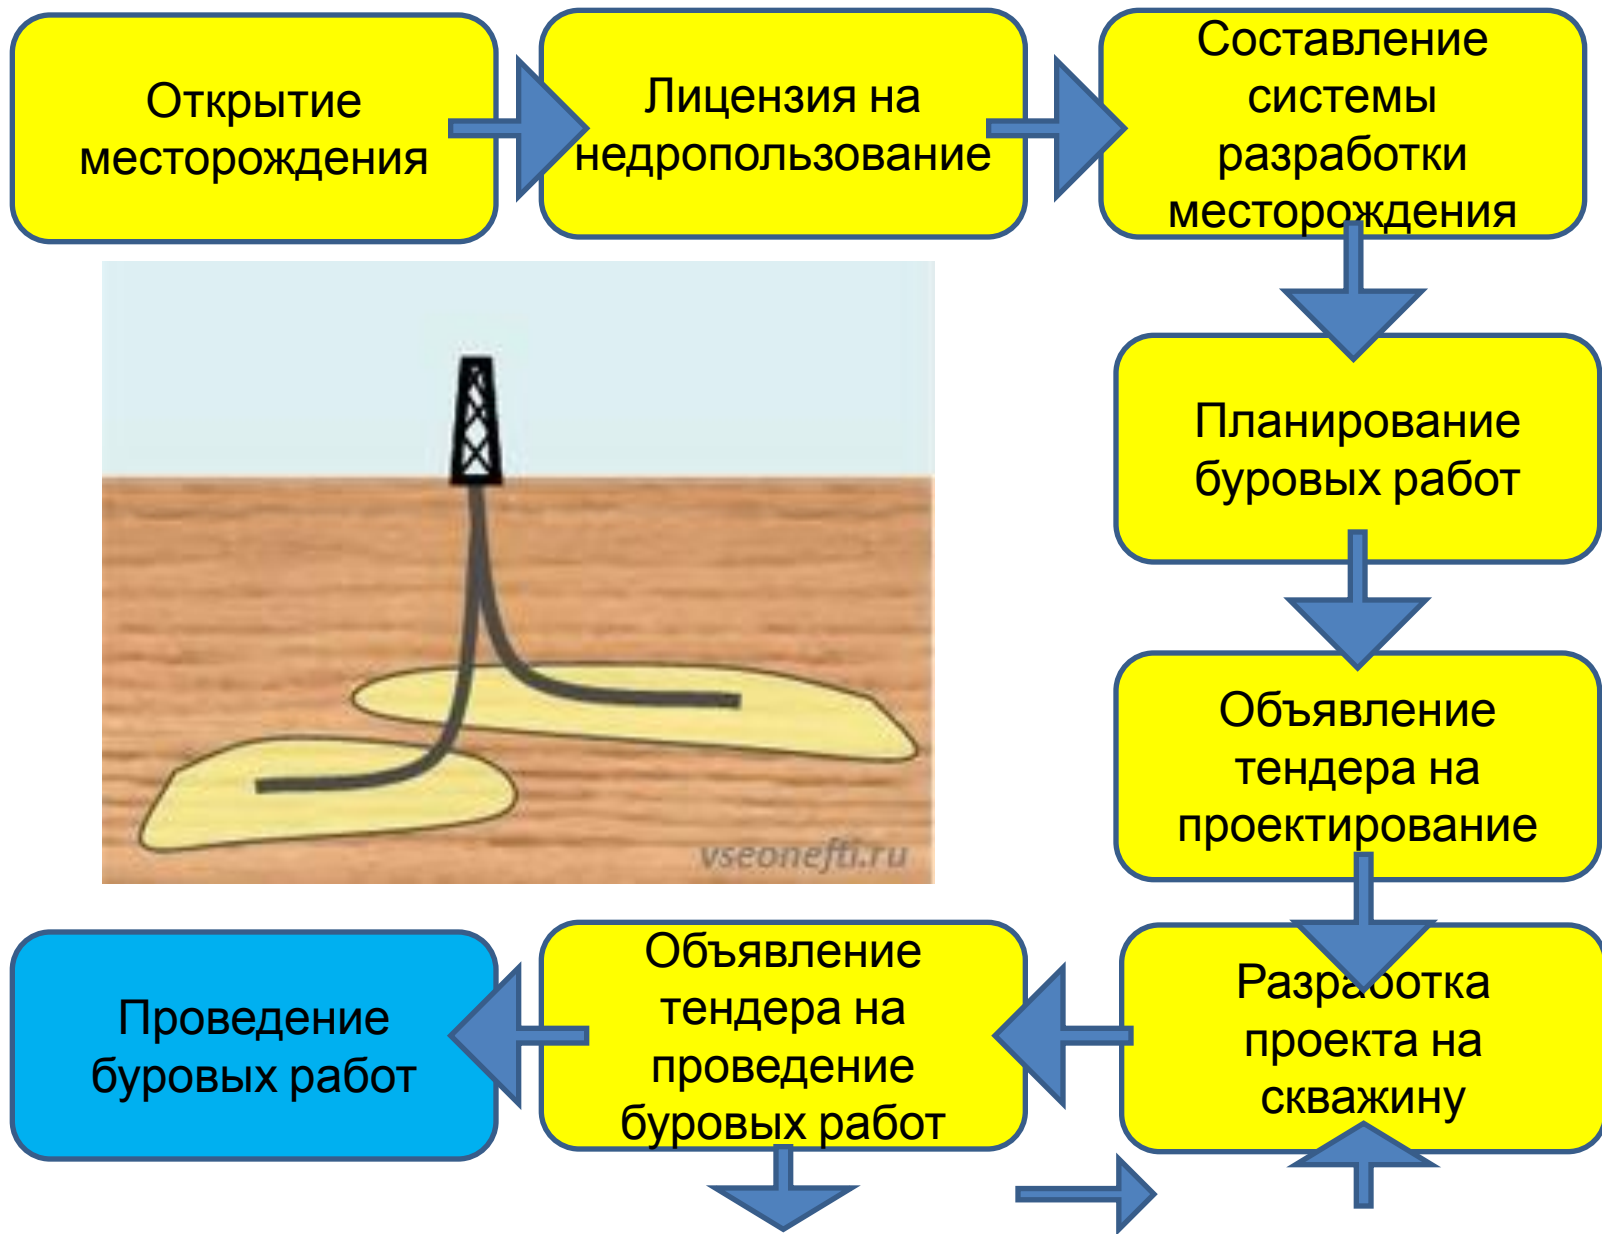 Открытие
месторождения
Лицензия на
недропользование
Составление
системы
разработки
месторождения
Планирование
буровых работ
Объявление
тендера на
проектирование
vseonefti.ru
Разработка
проекта на
скважину
Объявление
тендера на
проведение
буровых работ
Проведение
буровых работ